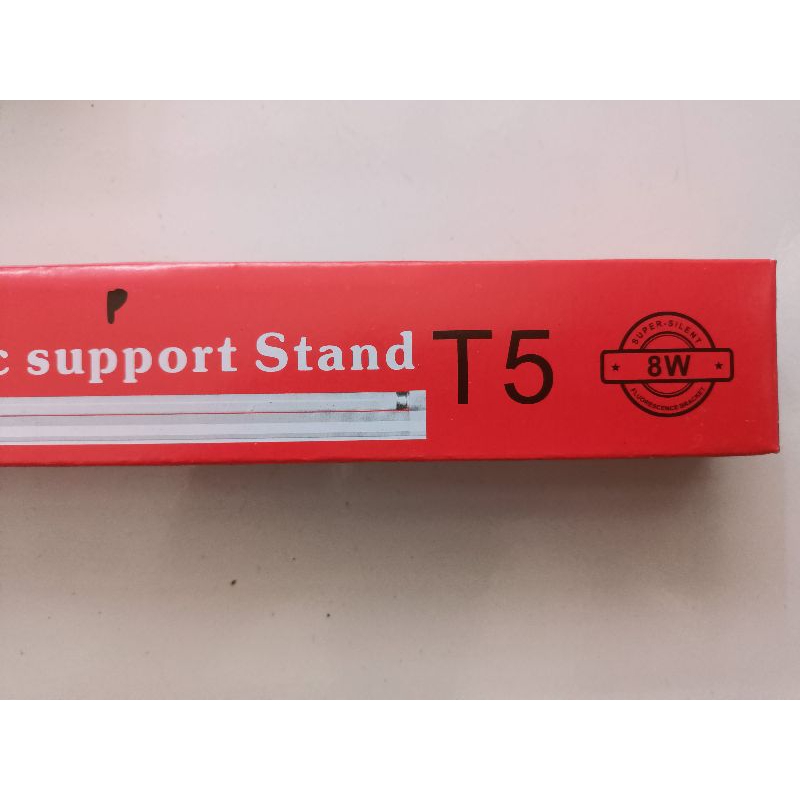 P
c support Stand
T5
SUPER-SILENT
8W
FLUORESCENCE BRACKET